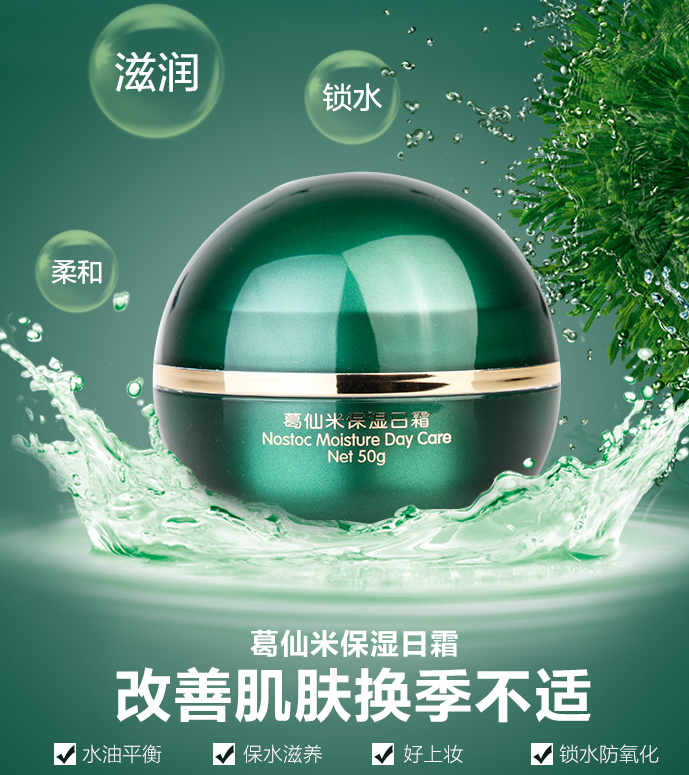 滋润
锁水
柔和
葛仙米保湿日霜
Nostoc Moisture Day Care
Net 50g
葛仙米保湿日霜
改善肌肤换季不适
水油平衡 保水滋养 好上妆 锁水防氧化